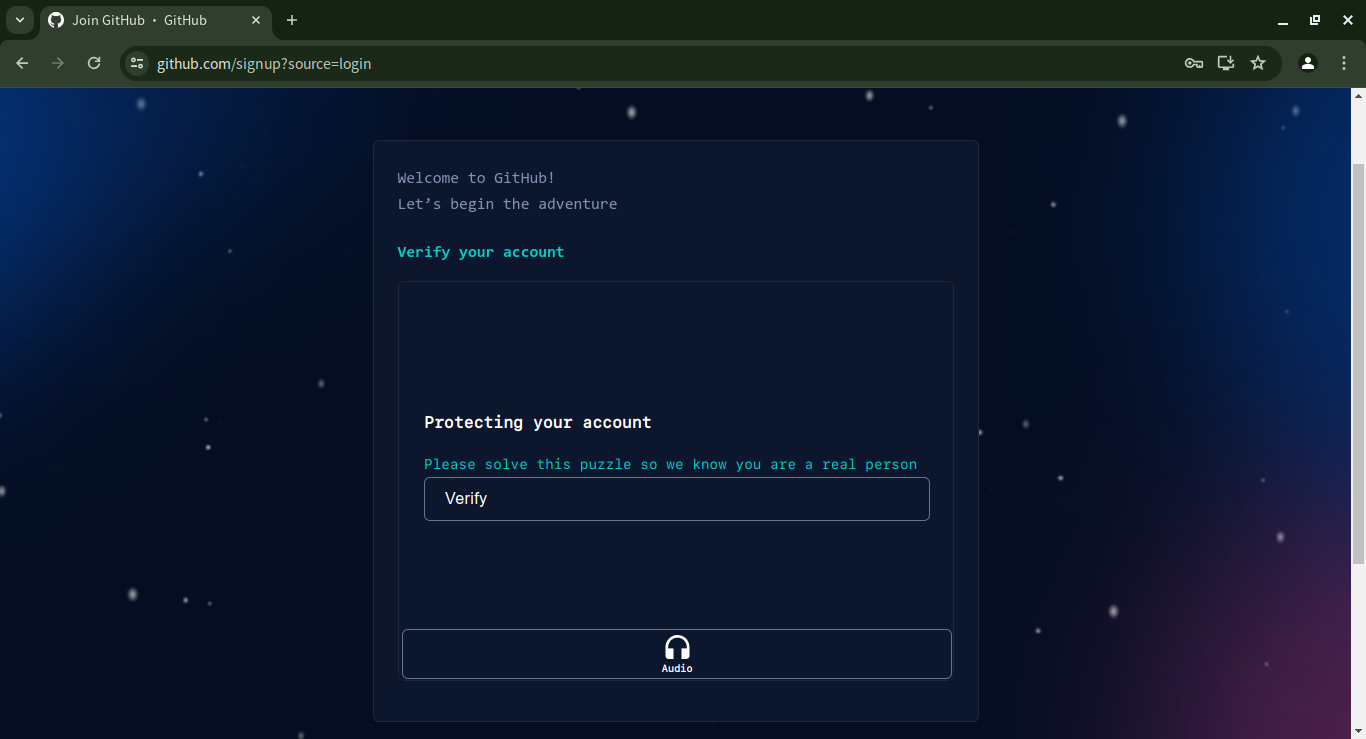 Join GitHub · GitHub
github.com/signup?source=login
Welcome to GitHub!
Let’s begin the adventure
Verify your account
Protecting your account
Please solve this puzzle so we know you are a real person
Verify
Audio